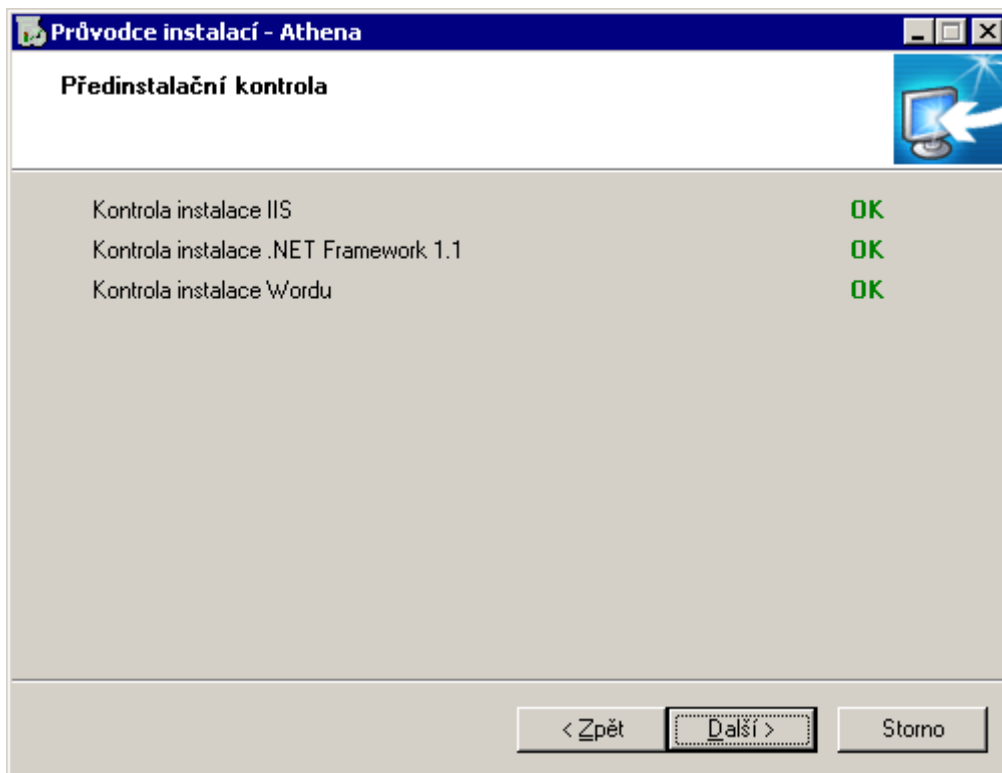 Průvodce instalací - Athena
Předinstalační kontrola
Kontrola instalace IIS OK
Kontrola instalace .NET Framework 1.1 OK
Kontrola instalace Wordu OK
< Zpět Další > Storno